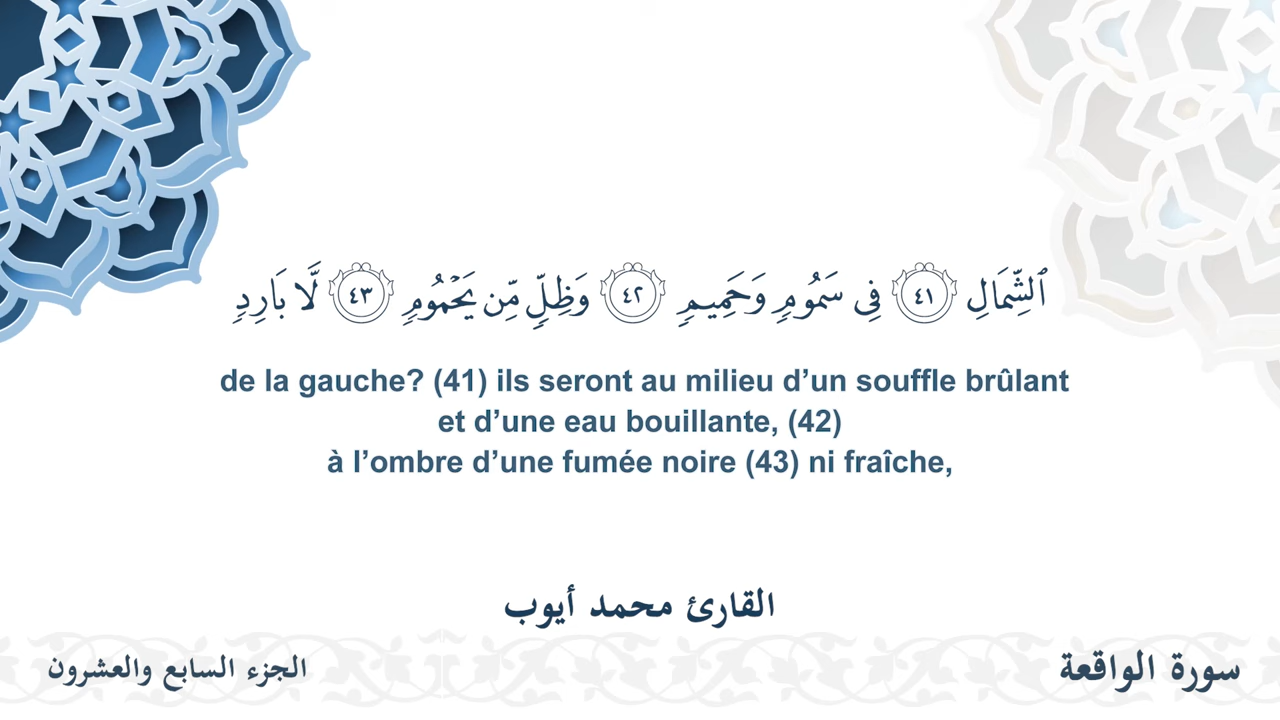 ٱلشِّمَالِ ٤١ فِى سَمُومٍ وَحَمِيمٍ ٤٢ وَظِلٍّ مِّن يَحْمُومٍ ٤٣ لَّا بَارِدٍ
de la gauche? (41) ils seront au milieu d’un souffle brûlant
et d’une eau bouillante, (42)
à l’ombre d’une fumée noire (43) ni fraîche,
القارئ محمد أيوب
سورة الواقعة
الجزء السابع والعشرون